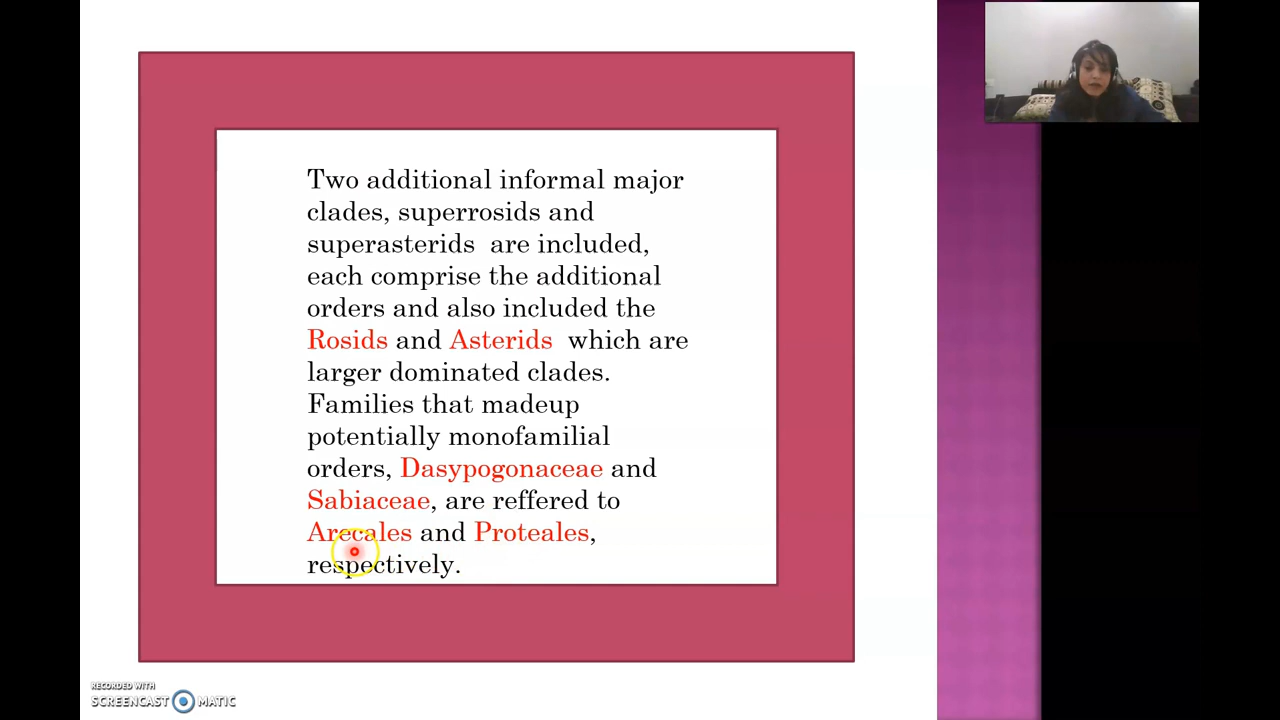 Two additional informal major
clades, superrosids and
superasterids are included,
each comprise the additional
orders and also included the
Rosids and Asterids which are
larger dominated clades.
Families that madeup
potentially monofamilial
orders, Dasypogonaceae and
Sabiaceae, are reffered to
Arecales and Proteales,
respectively.
RECORDED WITH
SCREENCAST MATIC